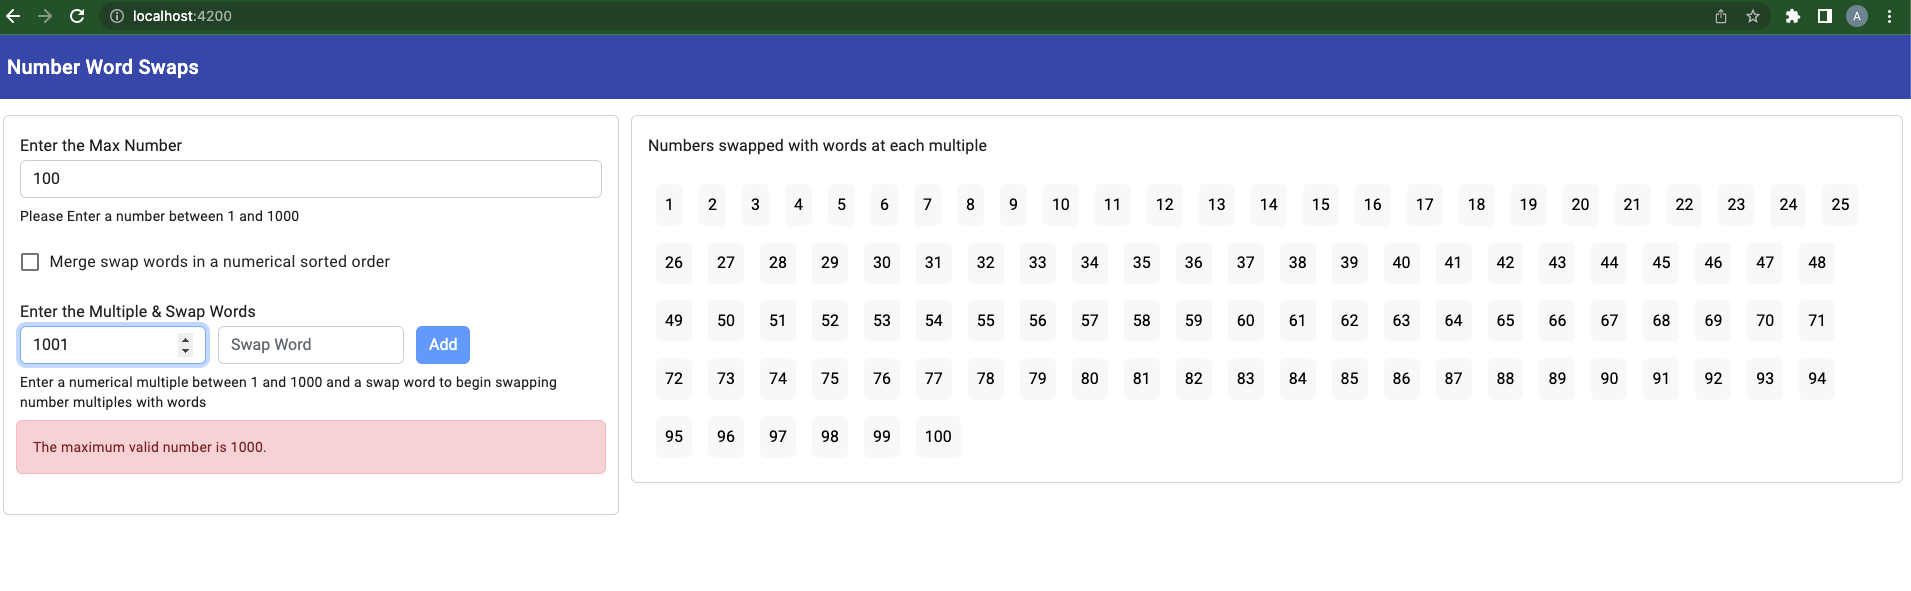 localhost:4200
A
Number Word Swaps
Enter the Max Number
100
Please Enter a number between 1 and 1000
Merge swap words in a numerical sorted order
Enter the Multiple & Swap Words
1001 Swap Word Add
Enter a numerical multiple between 1 and 1000 and a swap word to begin swapping
number multiples with words
The maximum valid number is 1000.
Numbers swapped with words at each multiple
1 2 3 4 5 6 7 8 9 10 11 12 13 14 15 16 17 18 19 20 21 22 23 24 25
26 27 28 29 30 31 32 33 34 35 36 37 38 39 40 41 42 43 44 45 46 47 48
49 50 51 52 53 54 55 56 57 58 59 60 61 62 63 64 65 66 67 68 69 70 71
72 73 74 75 76 77 78 79 80 81 82 83 84 85 86 87 88 89 90 91 92 93 94
95 96 97 98 99 100